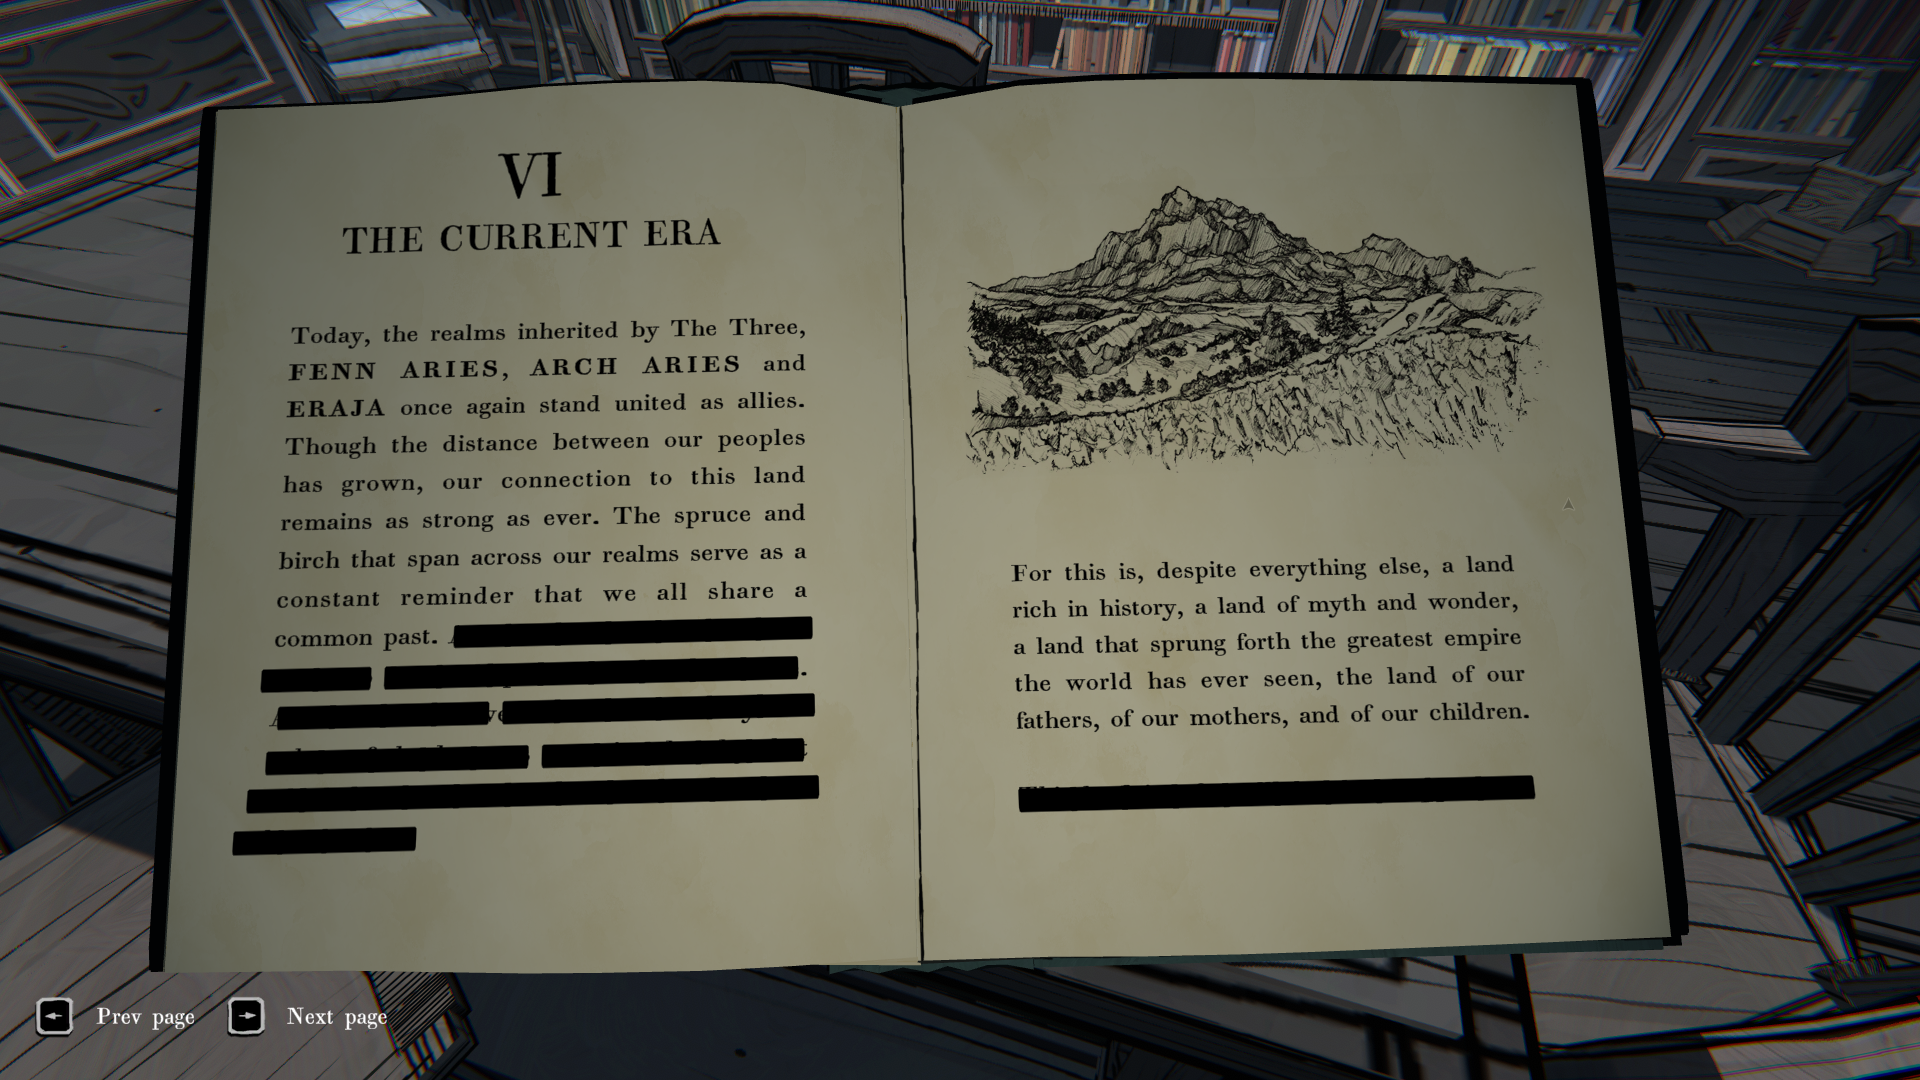 VI
THE CURRENT ERA
Today, the realms inherited by The Three,
FENN ARIES, ARCH ARIES and
ERAJA once again stand united as allies.
Though the distance between our peoples
has grown, our connection to this land
remains as strong as ever. The spruce and
birch that span across our realms serve as a
constant reminder that we all share a
common past.
For this is, despite everything else, a land
rich in history, a land of myth and wonder,
a land that sprung forth the greatest empire
the world has ever seen, the land of our
fathers, of our mothers, and of our children.
Prev page
Next page